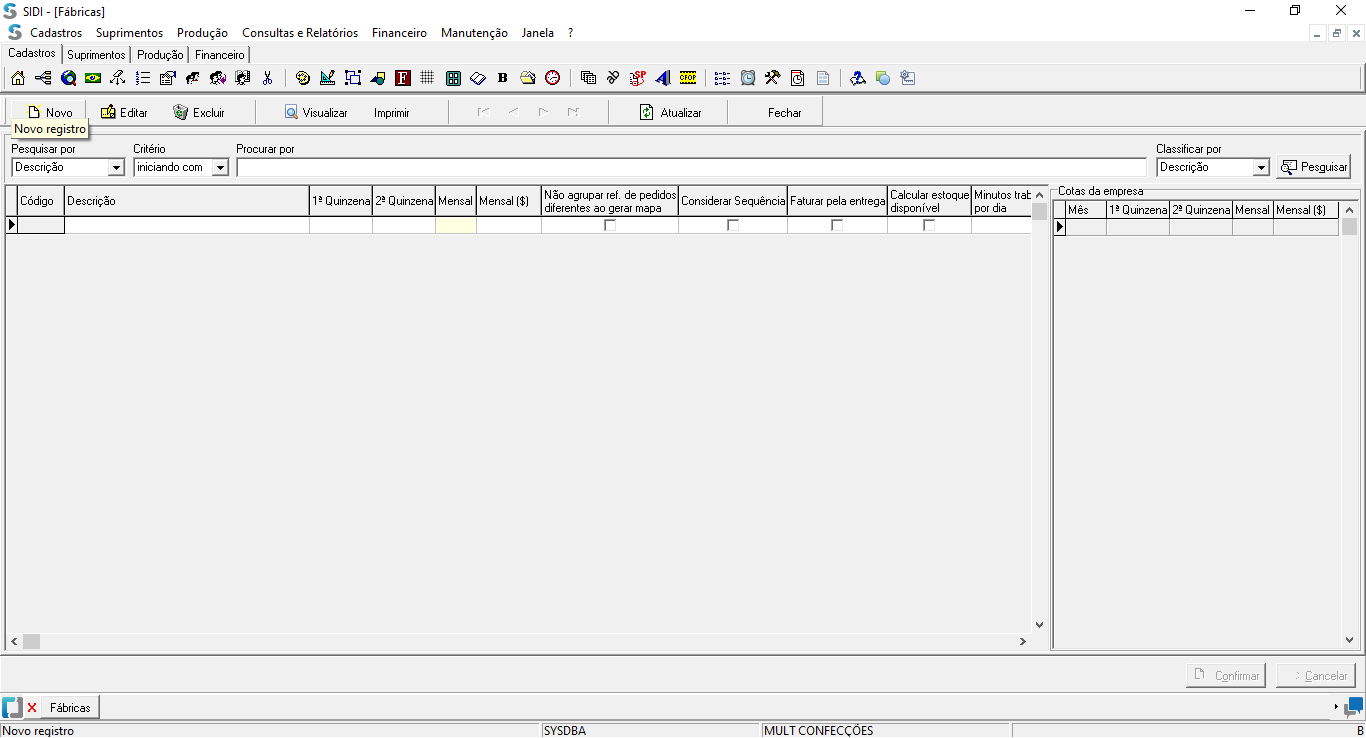 SIDI - [Fábricas]
Cadastros Suprimentos Produção Consultas e Relatórios Financeiro Manutenção Janela ?
Cadastros Suprimentos Produção Financeiro
F B SP CFOP
Novo Editar Excluir Visualizar Imprimir Atualizar Fechar
Novo registro
Pesquisar por Critério Procurar por Classificar por
Descrição iniciando com Descrição Pesquisar
Código Descrição 1ª Quinzena 2ª Quinzena Mensal Mensal ($) Não agrupar ref. de pedidos diferentes ao gerar mapa Considerar Sequência Faturar pela entrega Calcular estoque disponível Minutos trab por dia
Cotas da empresa
Mês 1ª Quinzena 2ª Quinzena Mensal Mensal ($)
Confirmar Cancelar
Fábricas
Novo registro SYSDBA MULT CONFECÇÕES B